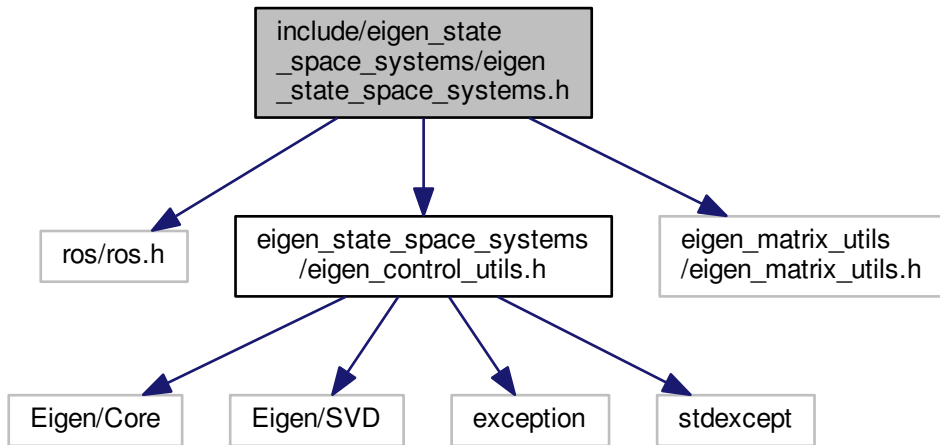 include/eigen_state
_space_systems/eigen
_state_space_systems.h
ros/ros.h
eigen_state_space_systems
/eigen_control_utils.h
eigen_matrix_utils
/eigen_matrix_utils.h
Eigen/Core
Eigen/SVD
exception
stdexcept